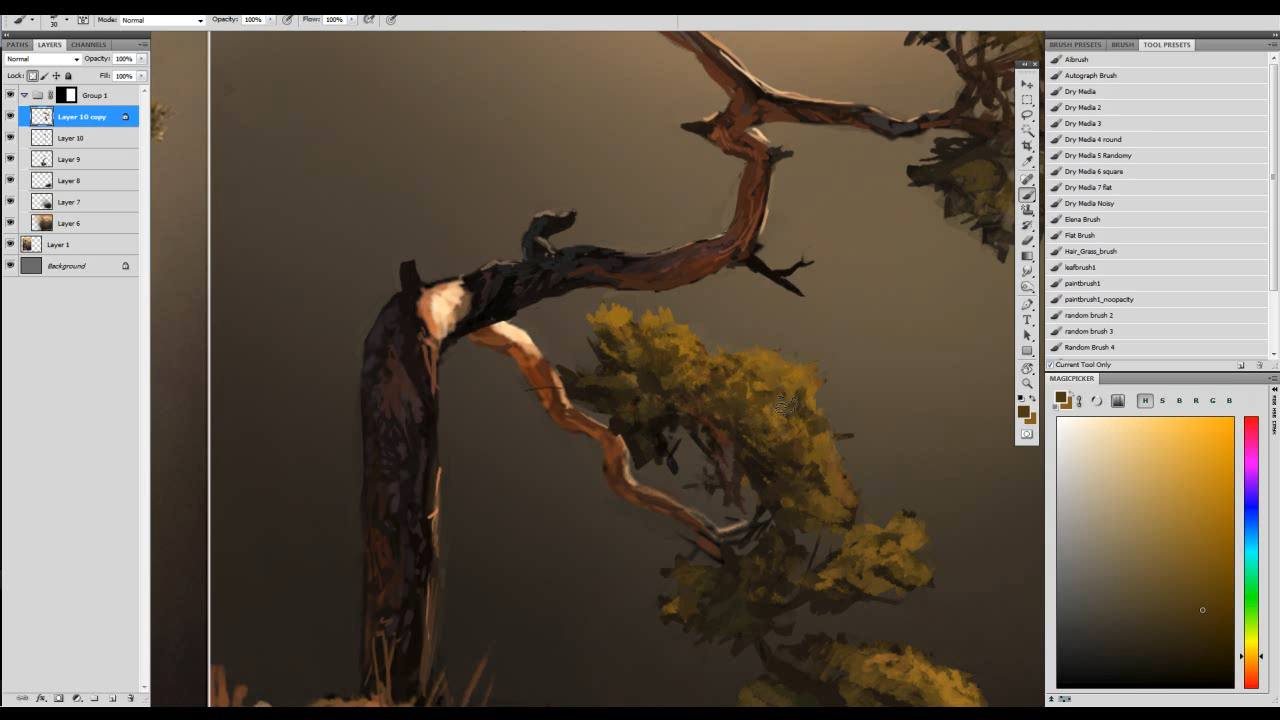 30 Mode: Normal Opacity: 100% Flow: 100%
PATHS LAYERS CHANNELS
Normal Opacity: 100%
Lock: Fill: 100%
Group 1
Layer 10 copy
Layer 10
Layer 9
Layer 8
Layer 7
Layer 6
Layer 1
Background
BRUSH PRESETS BRUSH TOOL PRESETS
Aibrush
Autograph Brush
Dry Media
Dry Media 2
Dry Media 3
Dry Media 4 round
Dry Media 5 Randomy
Dry Media 6 square
Dry Media 7 flat
Dry Media Noisy
Elena Brush
Flat Brush
Hair_Grass_brush
leafbrush1
paintbrush1
paintbrush1_noopacity
random brush 2
random brush 3
Random Brush 4
Current Tool Only
MAGICPICKER
H S B R G B